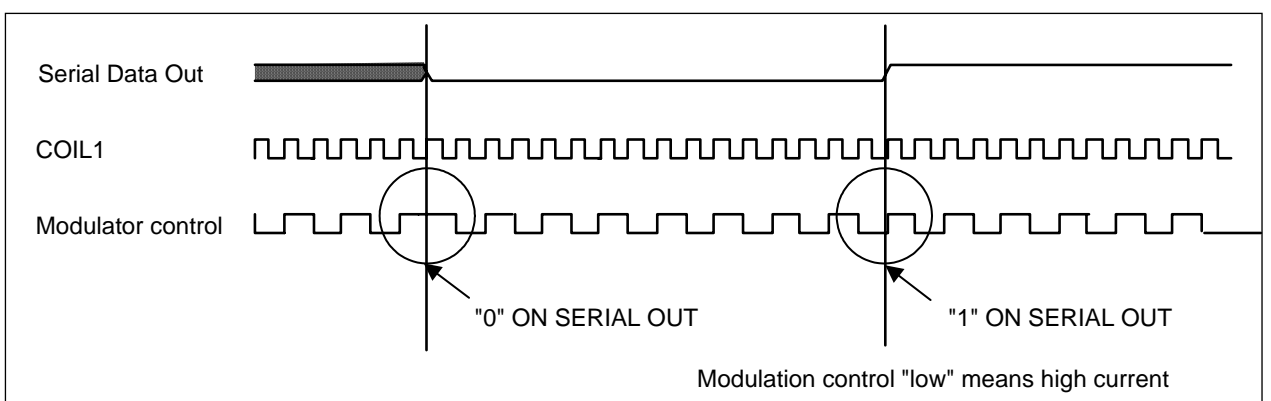 Serial Data Out
COIL1
Modulator control
"0" ON SERIAL OUT
"1" ON SERIAL OUT
Modulation control "low" means high current